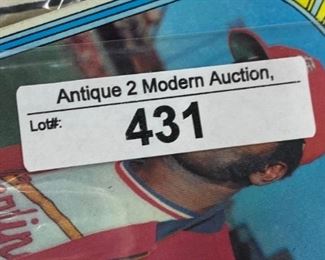 Antique 2 Modern Auction,
Lot#:
431